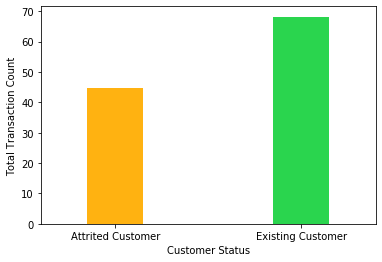 Total Transaction Count
70
60
50
40
30
20
10
0
Attrited Customer
Existing Customer
Customer Status